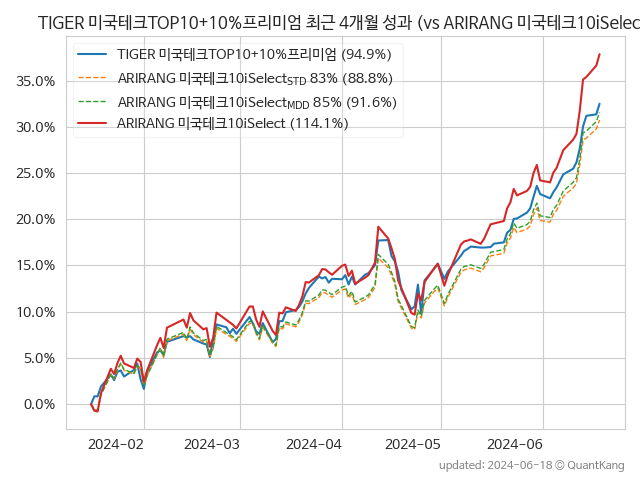 TIGER 미국테크TOP10+10%프리미엄 최근 4개월 성과 (vs ARIRANG 미국테크10iSelec
TIGER 미국테크TOP10+10%프리미엄 (94.9%)
ARIRANG 미국테크10iSelectSTD 83% (88.8%)
ARIRANG 미국테크10iSelectMDD 85% (91.6%)
ARIRANG 미국테크10iSelect (114.1%)
35.0%
30.0%
25.0%
20.0%
15.0%
10.0%
5.0%
0.0%
2024-02 2024-03 2024-04 2024-05 2024-06
updated: 2024-06-18 © QuantKang